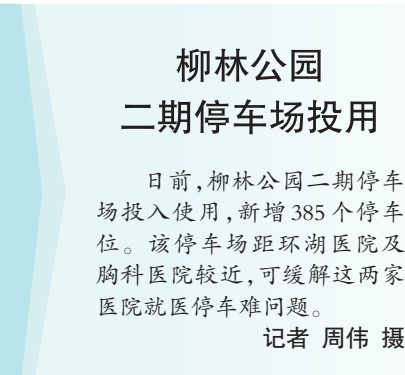 柳林公园
二期停车场投用
日前,柳林公园二期停车
场投入使用,新增385个停车
位。该停车场距环湖医院及
胸科医院较近,可缓解这两家
医院就医停车难问题。
记者 周伟 摄